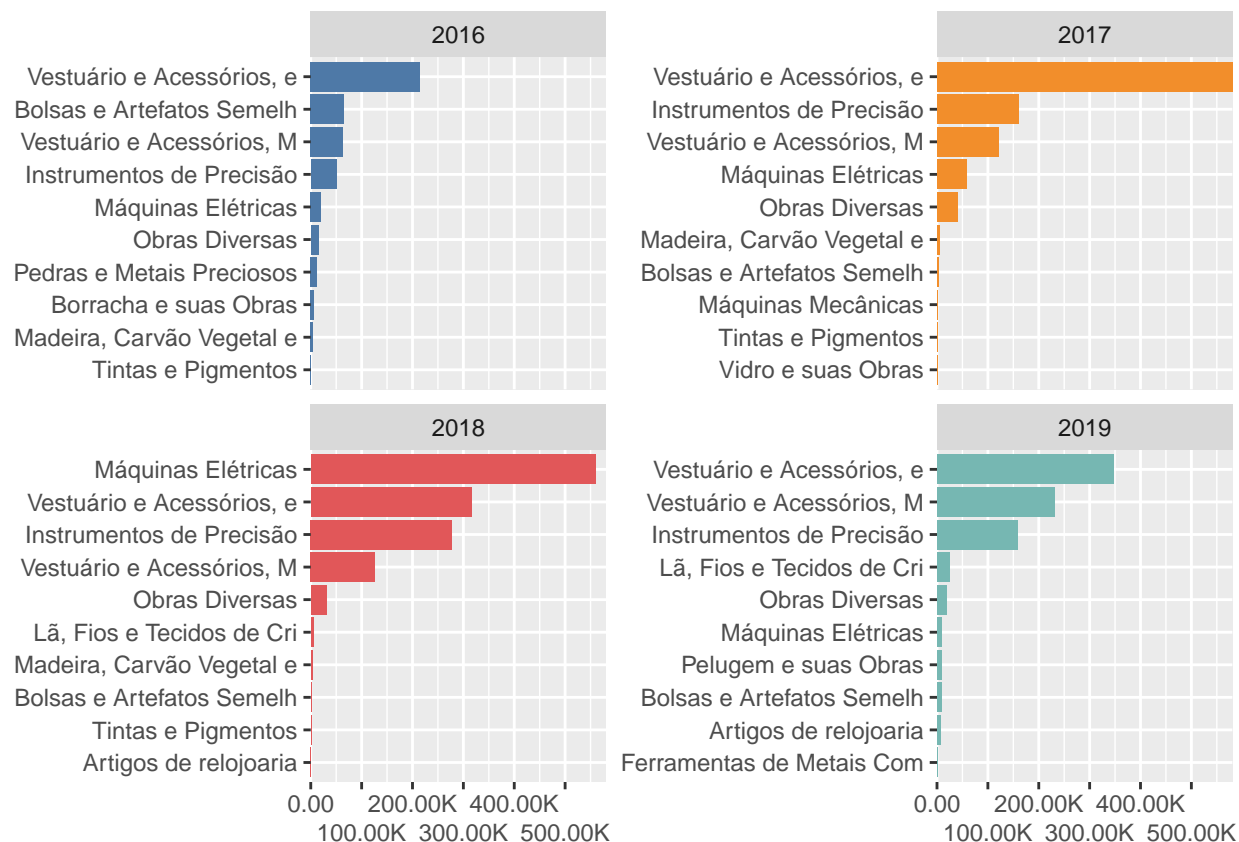 2016
Vestuário e Acessórios, e
Bolsas e Artefatos Semelh
Vestuário e Acessórios, M
Instrumentos de Precisão
Máquinas Elétricas
Obras Diversas
Pedras e Metais Preciosos
Borracha e suas Obras
Madeira, Carvão Vegetal e
Tintas e Pigmentos
2017
Vestuário e Acessórios, e
Instrumentos de Precisão
Vestuário e Acessórios, M
Máquinas Elétricas
Obras Diversas
Madeira, Carvão Vegetal e
Bolsas e Artefatos Semelh
Máquinas Mecânicas
Tintas e Pigmentos
Vidro e suas Obras
2018
Máquinas Elétricas
Vestuário e Acessórios, e
Instrumentos de Precisão
Vestuário e Acessórios, M
Obras Diversas
Lã, Fios e Tecidos de Cri
Madeira, Carvão Vegetal e
Bolsas e Artefatos Semelh
Tintas e Pigmentos
Artigos de relojoaria
0.00 200.00K 400.00K
100.00K 300.00K 500.00K
2019
Vestuário e Acessórios, e
Vestuário e Acessórios, M
Instrumentos de Precisão
Lã, Fios e Tecidos de Cri
Obras Diversas
Máquinas Elétricas
Pelugem e suas Obras
Bolsas e Artefatos Semelh
Artigos de relojoaria
Ferramentas de Metais Com
0.00 200.00K 400.00K
100.00K 300.00K 500.00K